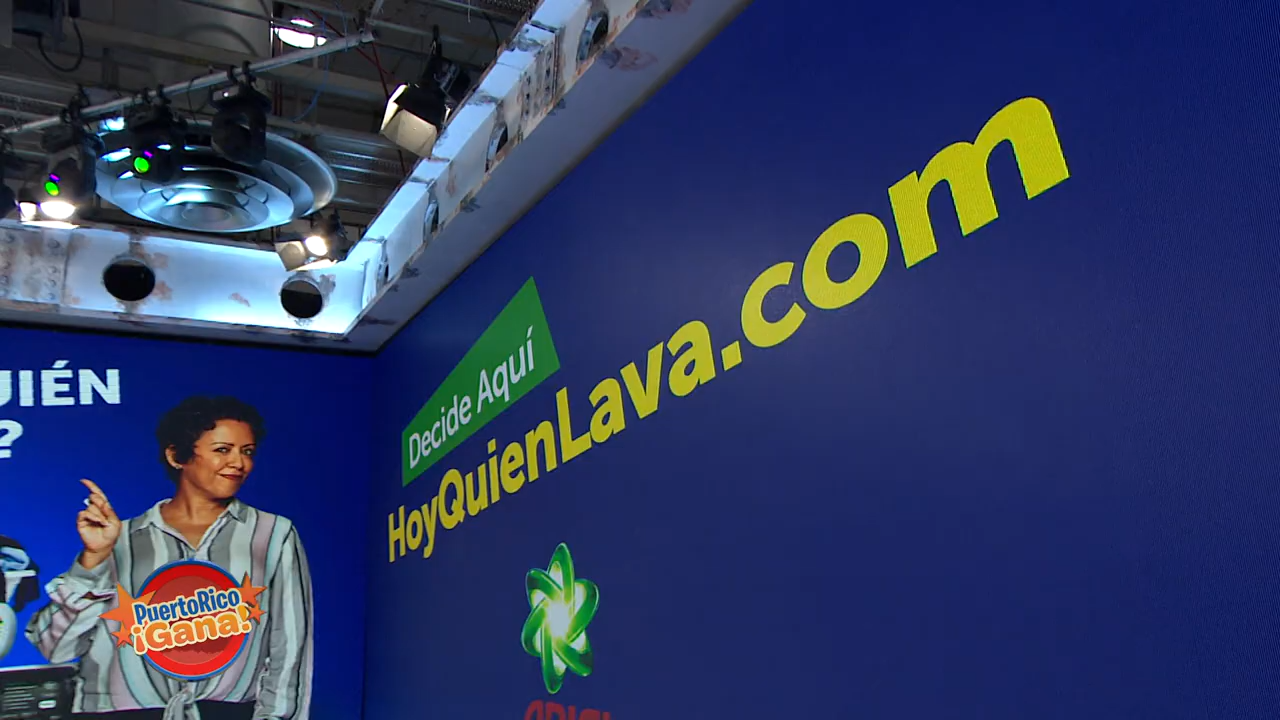 UIÉN
?
Decide Aquí
HoyQuienLava.com
PuertoRico
¡Gana!